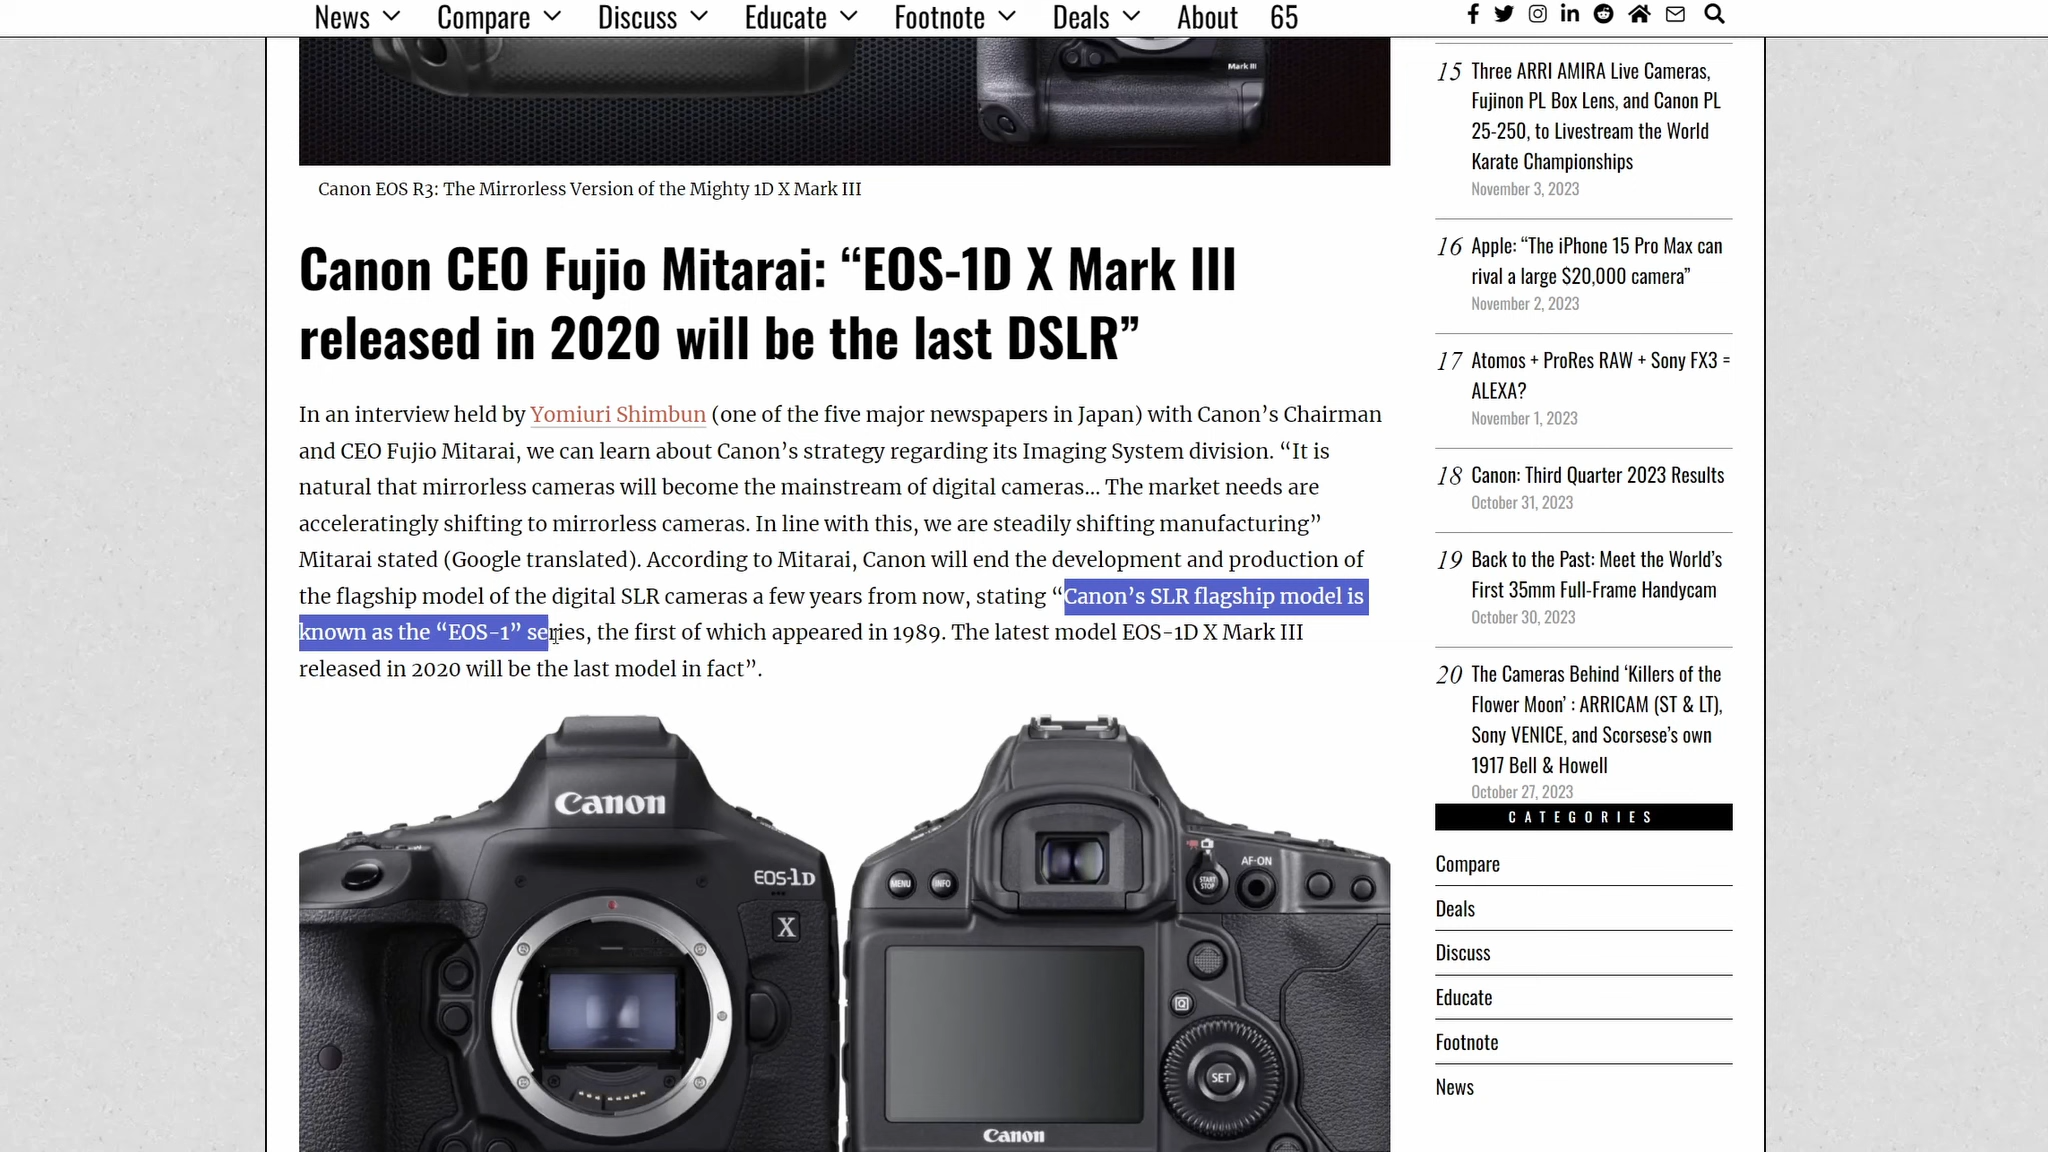 News Compare Discuss Educate Footnote Deals About 65
Mark III
Canon EOS R3: The Mirrorless Version of the Mighty 1D X Mark III
Canon CEO Fujio Mitarai: “EOS-1D X Mark III
released in 2020 will be the last DSLR”
In an interview held by Yomiuri Shimbun (one of the five major newspapers in Japan) with Canon’s Chairman
and CEO Fujio Mitarai, we can learn about Canon’s strategy regarding its Imaging System division. “It is
natural that mirrorless cameras will become the mainstream of digital cameras… The market needs are
acceleratingly shifting to mirrorless cameras. In line with this, we are steadily shifting manufacturing”
Mitarai stated (Google translated). According to Mitarai, Canon will end the development and production of
the flagship model of the digital SLR cameras a few years from now, stating “Canon’s SLR flagship model is
known as the “EOS-1” series, the first of which appeared in 1989. The latest model EOS-1D X Mark III
released in 2020 will be the last model in fact”.
Canon
EOS-1D
X
MENU
INFO
START
STOP
AF-ON
Q
SET
Canon
15 Three ARRI AMIRA Live Cameras,
Fujinon PL Box Lens, and Canon PL
25-250, to Livestream the World
Karate Championships
November 3, 2023
16 Apple: “The iPhone 15 Pro Max can
rival a large $20,000 camera”
November 2, 2023
17 Atomos + ProRes RAW + Sony FX3 =
ALEXA?
November 1, 2023
18 Canon: Third Quarter 2023 Results
October 31, 2023
19 Back to the Past: Meet the World’s
First 35mm Full-Frame Handycam
October 30, 2023
20 The Cameras Behind ‘Killers of the
Flower Moon’ : ARRICAM (ST & LT),
Sony VENICE, and Scorsese’s own
1917 Bell & Howell
October 27, 2023
CATEGORIES
Compare
Deals
Discuss
Educate
Footnote
News